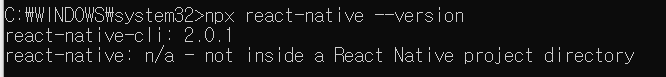 C:₩WINDOWS₩system32>npx react-native --version
react-native-cli: 2.0.1
react-native: n/a - not inside a React Native project directory